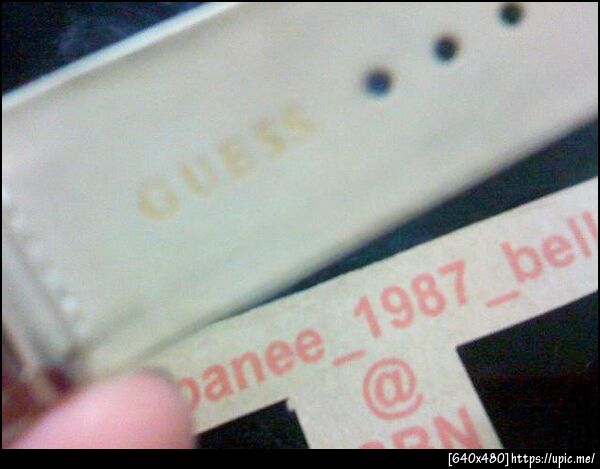 GUESS
panee_1987_bell
@
[640x480]https://upic.me/